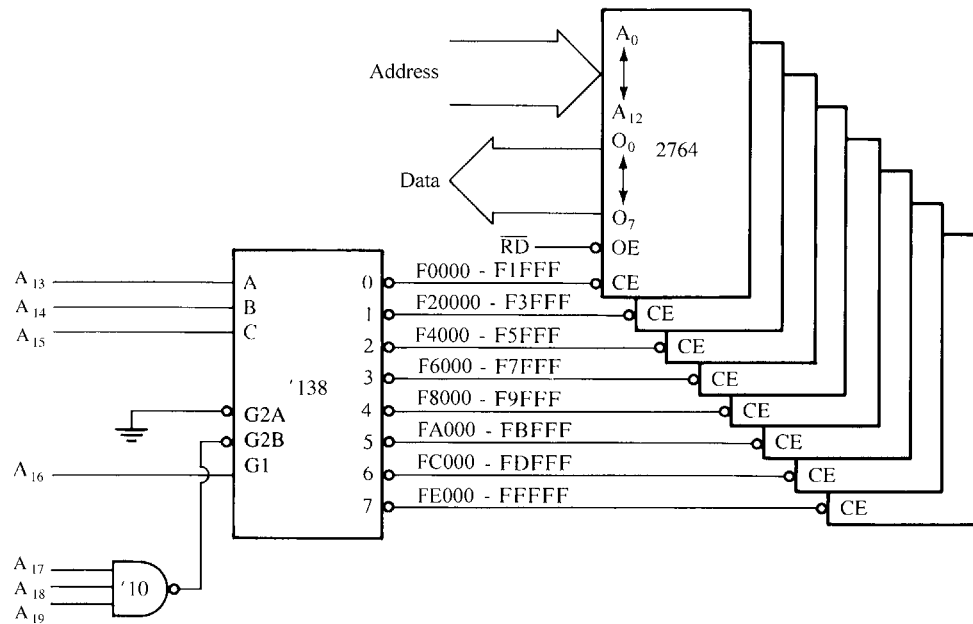 A0
Address
A12
O0
2764
Data
O7
RD
OE
A13
A
0
F0000 - F1FFF
CE
A14
B
1
F20000 - F3FFF
CE
A15
C
2
F4000 - F5FFF
CE
'138
3
F6000 - F7FFF
CE
G2A
4
F8000 - F9FFF
CE
G2B
5
FA000 - FBFFF
CE
A16
G1
6
FC000 - FDFFF
CE
7
FE000 - FFFFF
CE
A17
A18
'10
A19